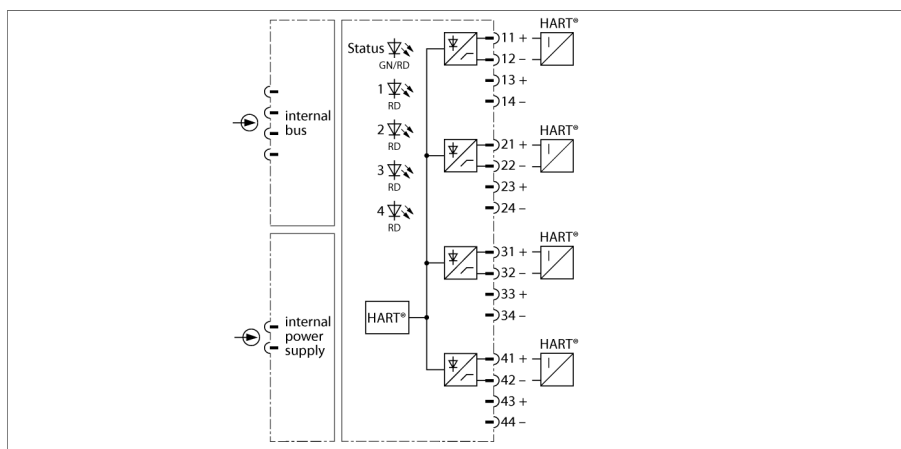 HART®
Status
GN/RD
11 +
12 –
13 +
14 –
1
RD
internal
bus
2
RD
HART®
21 +
22 –
23 +
24 –
3
RD
4
RD
HART®
31 +
32 –
33 +
34 –
internal
power
supply
HART®
HART®
41 +
42 –
43 +
44 –